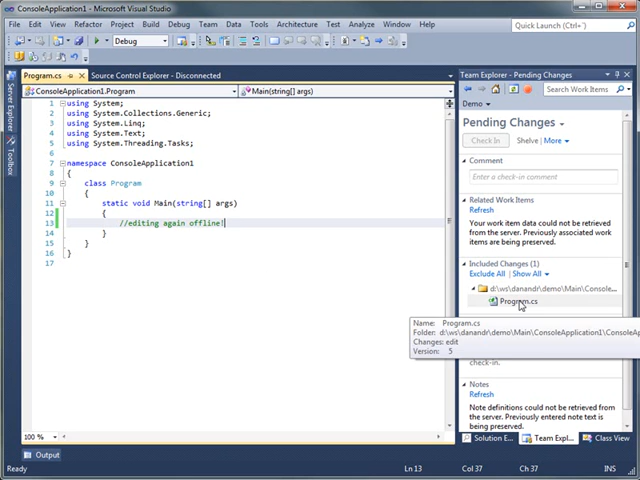 ConsoleApplication1 - Microsoft Visual Studio
Quick Launch (Ctrl+Q)
File Edit View Refactor Project Build Debug Team Data Tools Architecture Test Analyze Window Help
Debug
Program.cs Source Control Explorer - Disconnected
ConsoleApplication1.Program Main(string[] args)
Server Explorer
Toolbox
1 using System;
2 using System.Collections.Generic;
3 using System.Linq;
4 using System.Text;
5 using System.Threading.Tasks;
6
7 namespace ConsoleApplication1
8 {
9 class Program
10 {
11 static void Main(string[] args)
12 {
13 //editing again offline!
14 }
15 }
16 }
17
100 %
Team Explorer - Pending Changes
Search Work Items
Demo
Pending Changes
Check In Shelve More
Comment
Enter a check-in comment
Related Work Items
Refresh
Your work item data could not be retrieved
from the server. Previously associated work
items are being preserved.
Included Changes (1)
Exclude All Show All
d:\ws\danandr\demo\Main\Console...
Program.cs
Name: Program.cs
Folder: d:\ws\danandr\demo\Main\ConsoleApplication1\ConsoleA
Changes: edit
Version: 5
Notes
Refresh
Note definitions could not be retrieved
from the server. Previously entered note text is
being preserved.
Solution E... Team Expl... Class View
Output
Ready Ln 13 Col 37 Ch 37 INS